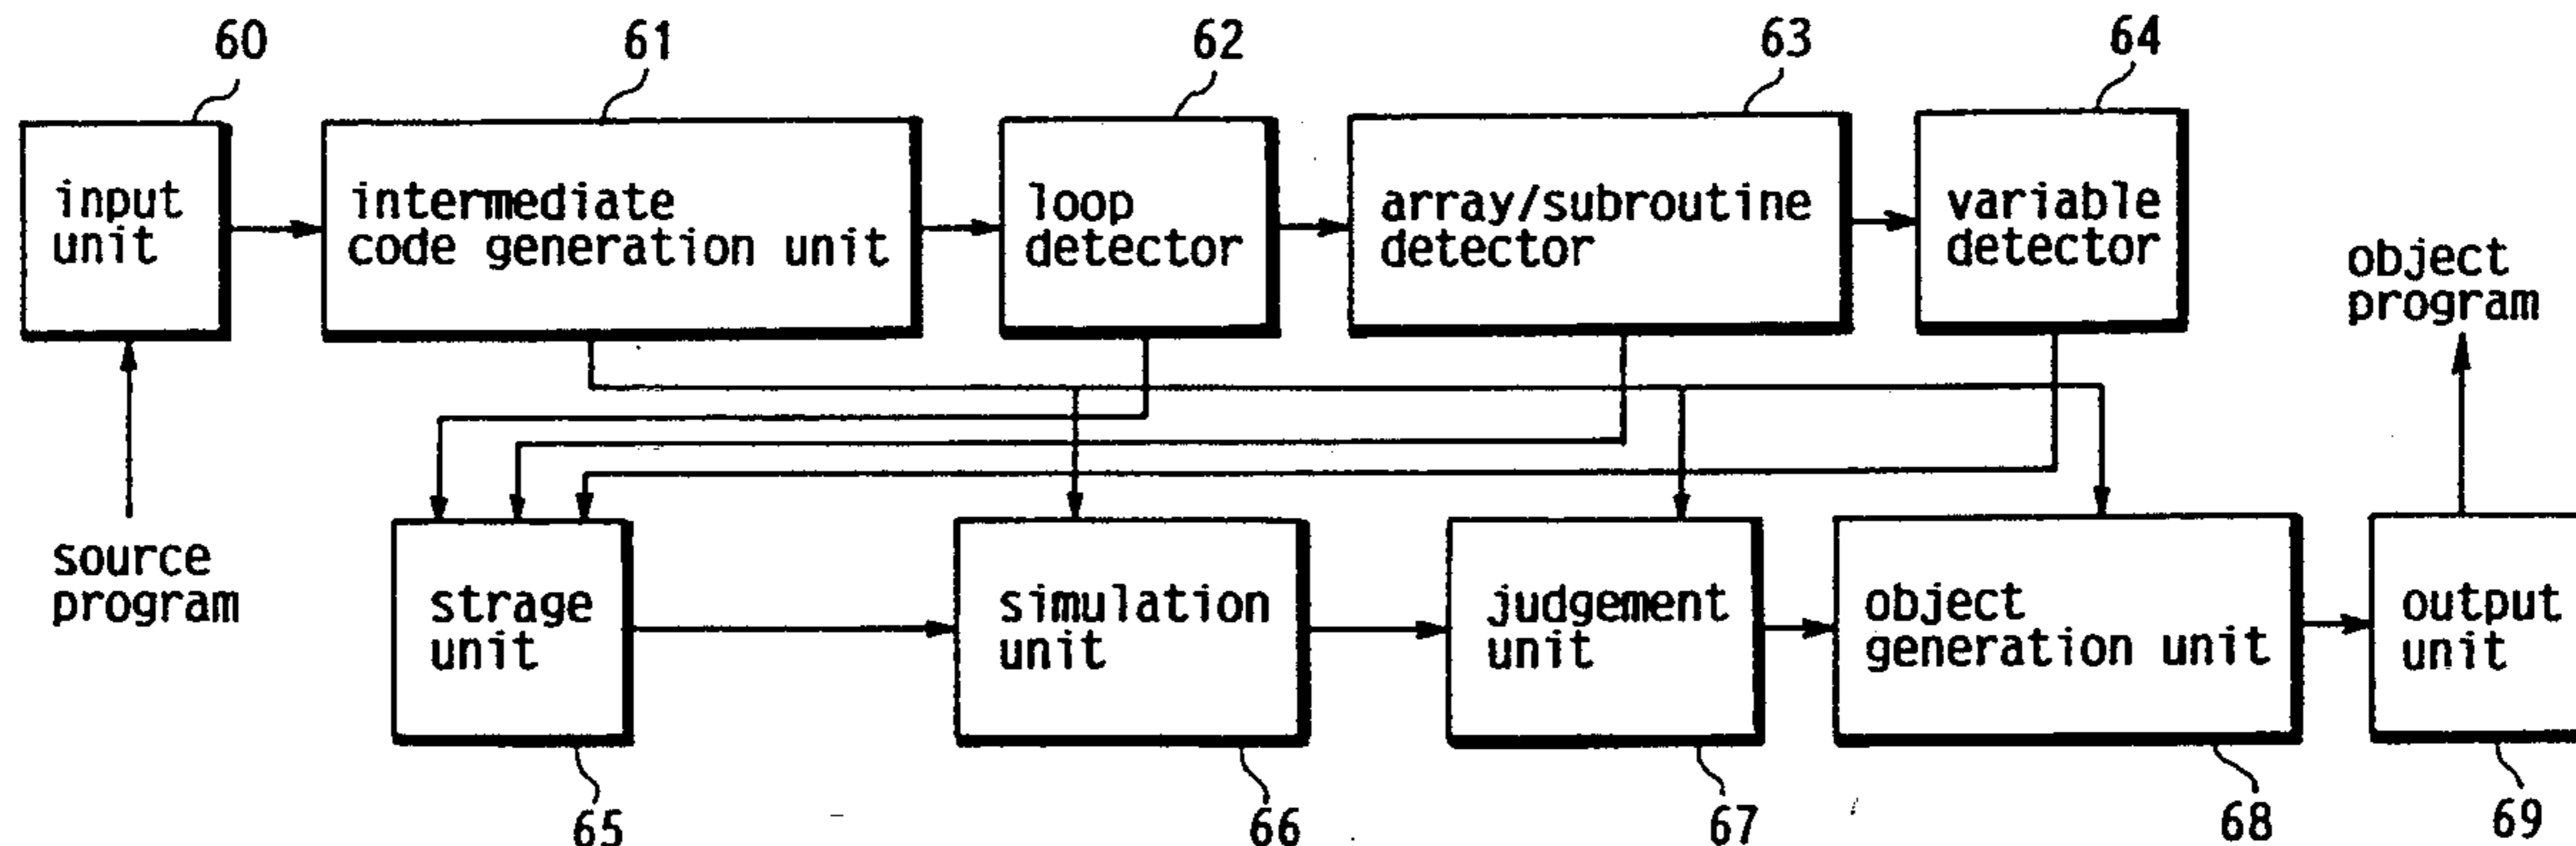 60
61
62
63
64
input
unit
intermediate
code generation unit
loop
detector
array/subroutine
detector
variable
detector
object
program
source
program
strage
unit
simulation
unit
judgement
unit
object
generation unit
output
unit
65
66
67
68
69